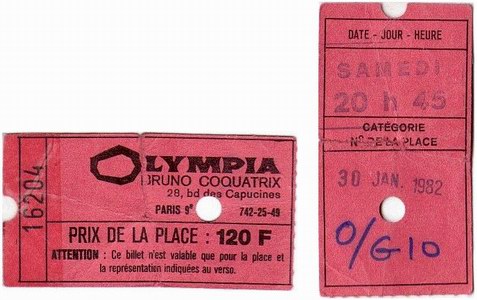 16204
OLYMPIA
BRUNO COQUATRIX
28, bd des Capucines
PARIS 9e 742-25-49
PRIX DE LA PLACE : 120 F
ATTENTION : Ce billet n'est valable que pour la place et
la représentation indiquées au verso.
DATE - JOUR - HEURE
SAMEDI
20 h 45
CATÉGORIE
No DE LA PLACE
30 JAN. 1982
O/G10